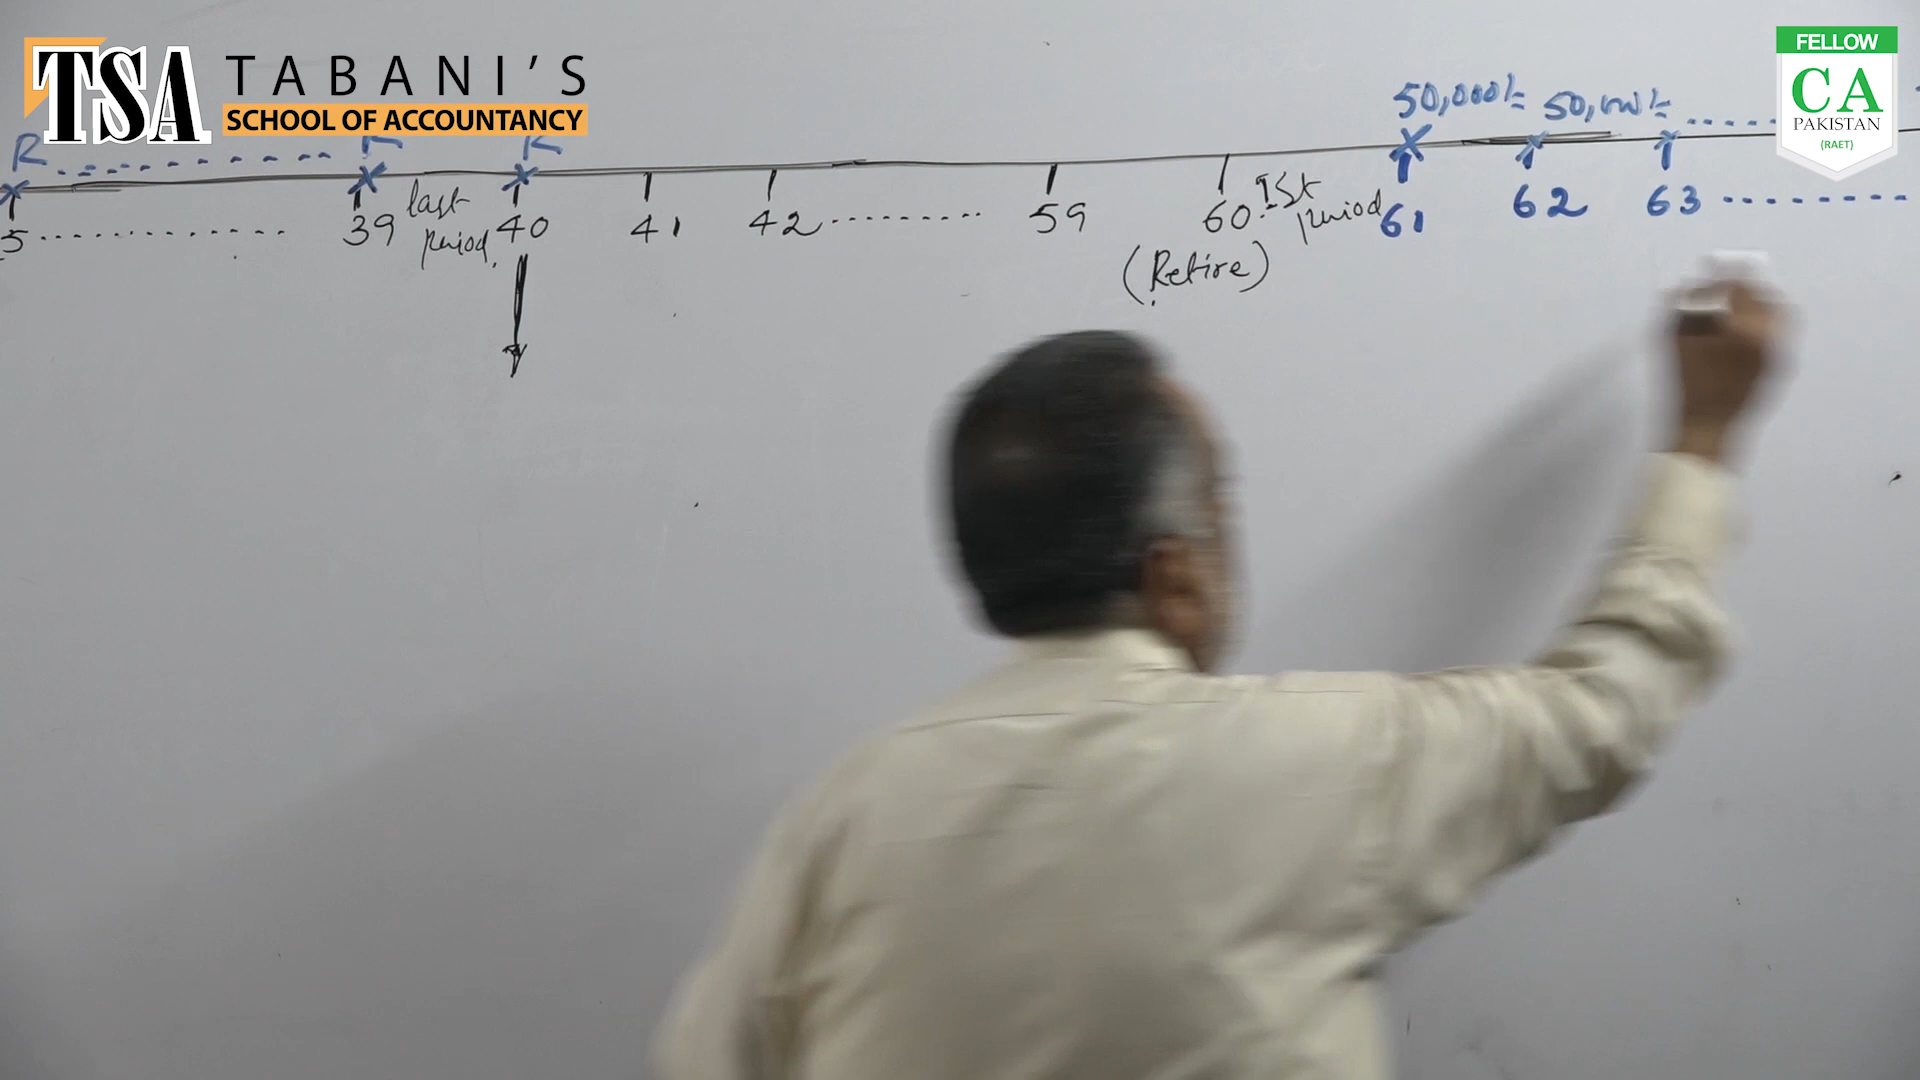 TSA TABANI'S
SCHOOL OF ACCOUNTANCY
FELLOW
CA
PAKISTAN
(RAET)
50,000/= 50,000/= ......
R - - - - - - - - - R R
5 .............. 39 last period. 40 41 42 ........... 59 60 Ist period 61 62 63 ........
(Retire)